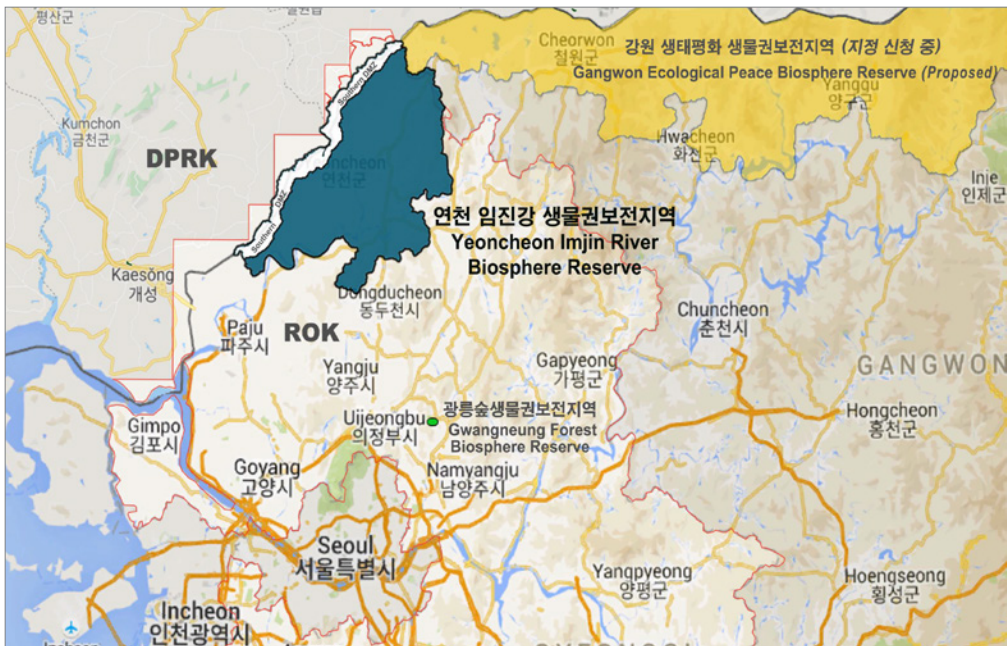 평산군
Kumchon
금천군
DPRK
Kaesŏng
개성
Southern DMZ
Southern DMZ
연천군
Cheorwon
철원군
강원 생태평화 생물권보전지역 (지정 신청 중)
Gangwon Ecological Peace Biosphere Reserve (Proposed)
Yanggu
양구군
Hwacheon
화천군
Inje
인제군
연천 임진강 생물권보전지역
Yeoncheon Imjin River
Biosphere Reserve
Dongducheon
동두천시
Paju
파주시
ROK
Yangju
양주시
Gapyeong
가평군
Chuncheon
춘천시
GANGWON
Gimpo
김포시
Uijeongbu
의정부시
광릉숲생물권보전지역
Gwangneung Forest
Biosphere Reserve
Hongcheon
홍천군
Goyang
고양시
Namyangju
남양주시
Seoul
서울특별시
Yangpyeong
양평군
Hoengseong
횡성군
Incheon
인천광역시